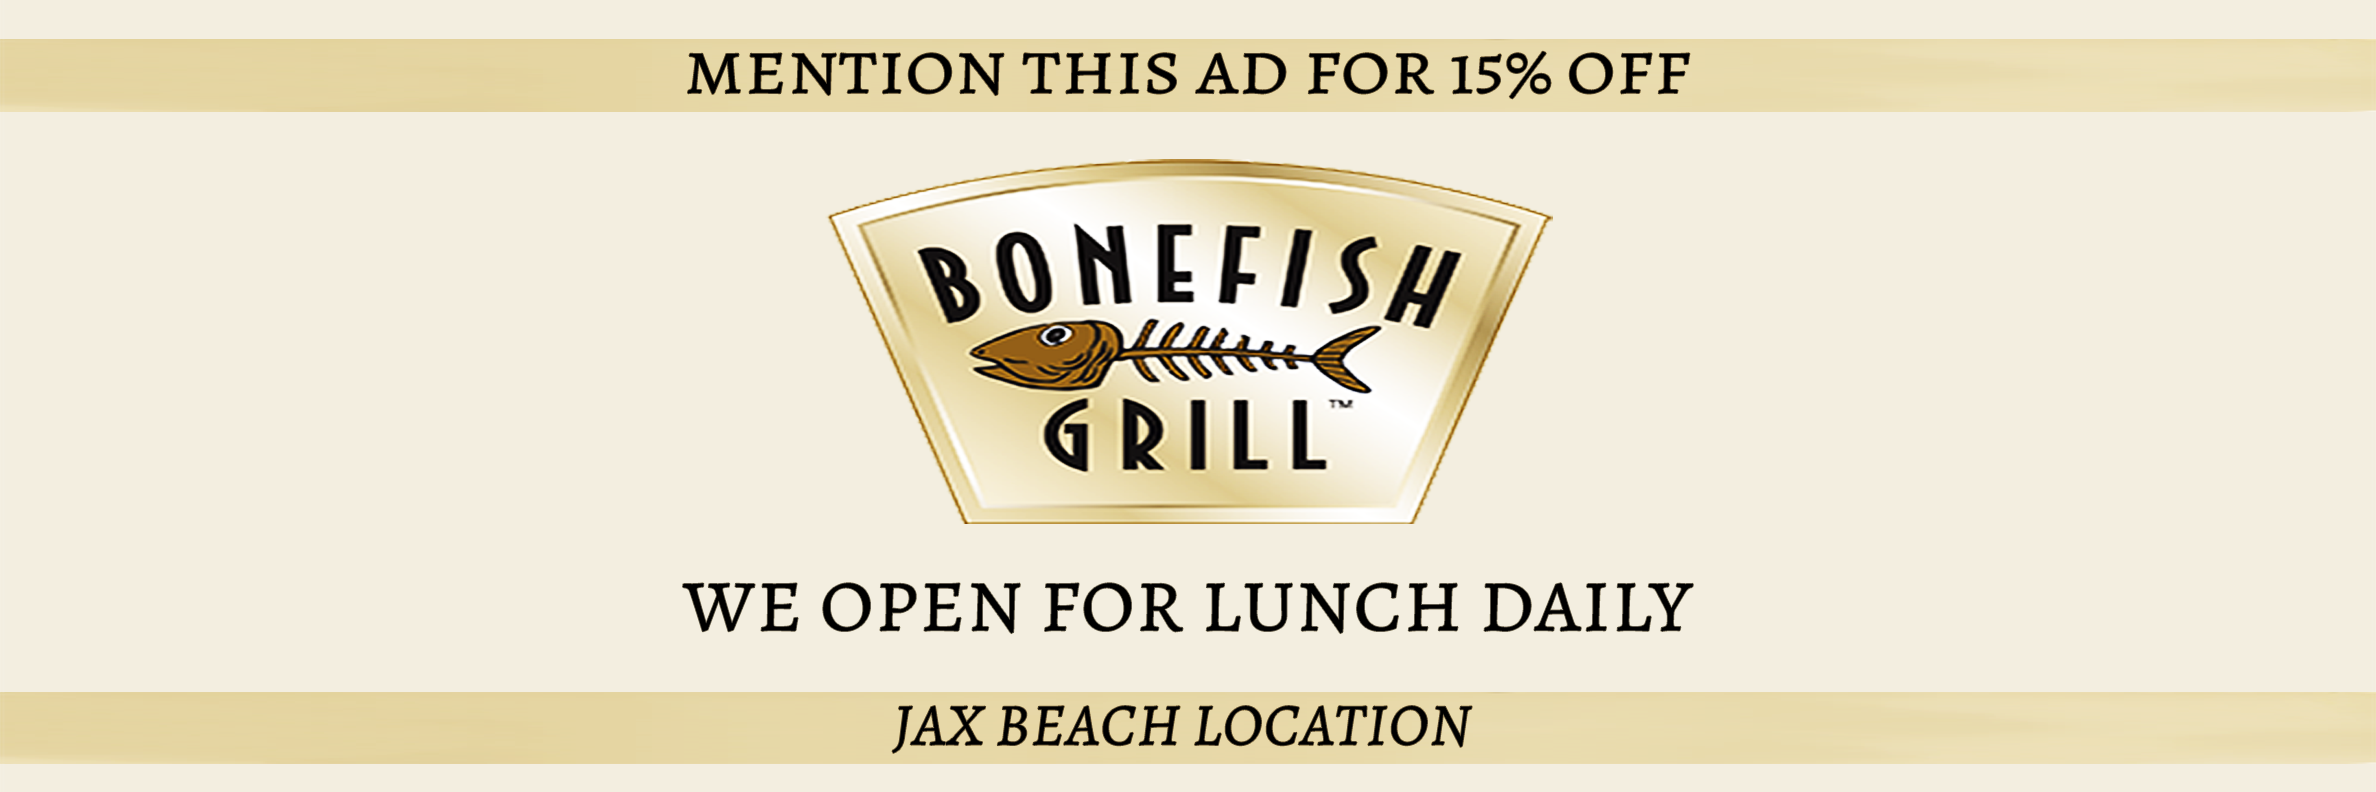 MENTION THIS AD FOR 15% OFF
BONEFISH
GRILL™
WE OPEN FOR LUNCH DAILY
JAX BEACH LOCATION